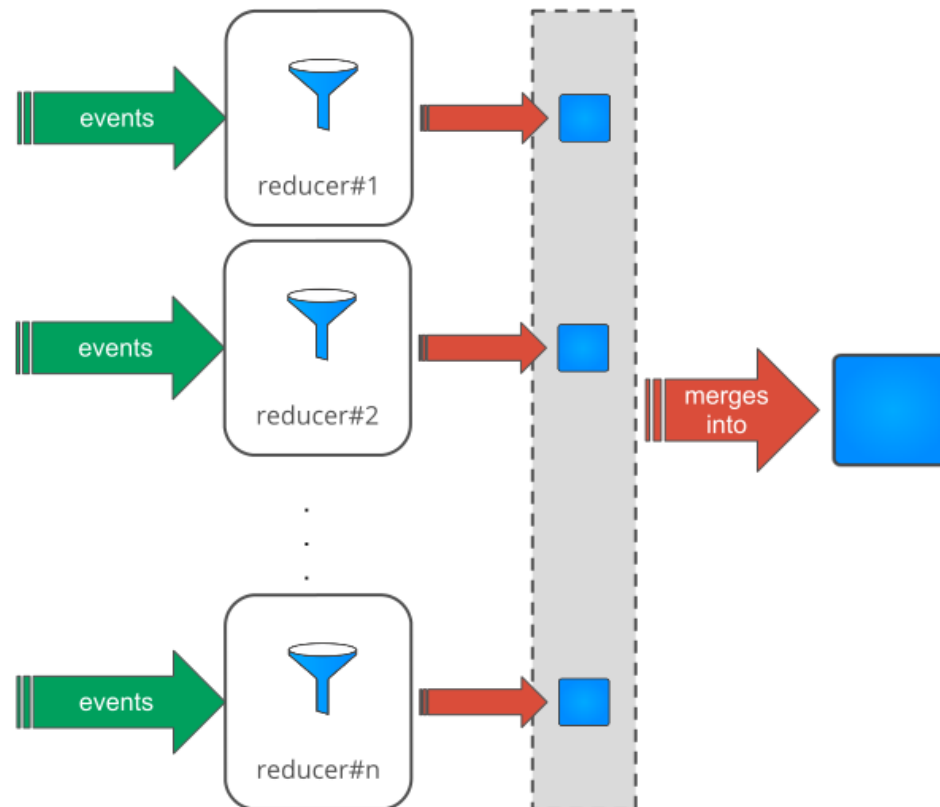 events
reducer#1
events
reducer#2
merges
into
.
.
.
events
reducer#n